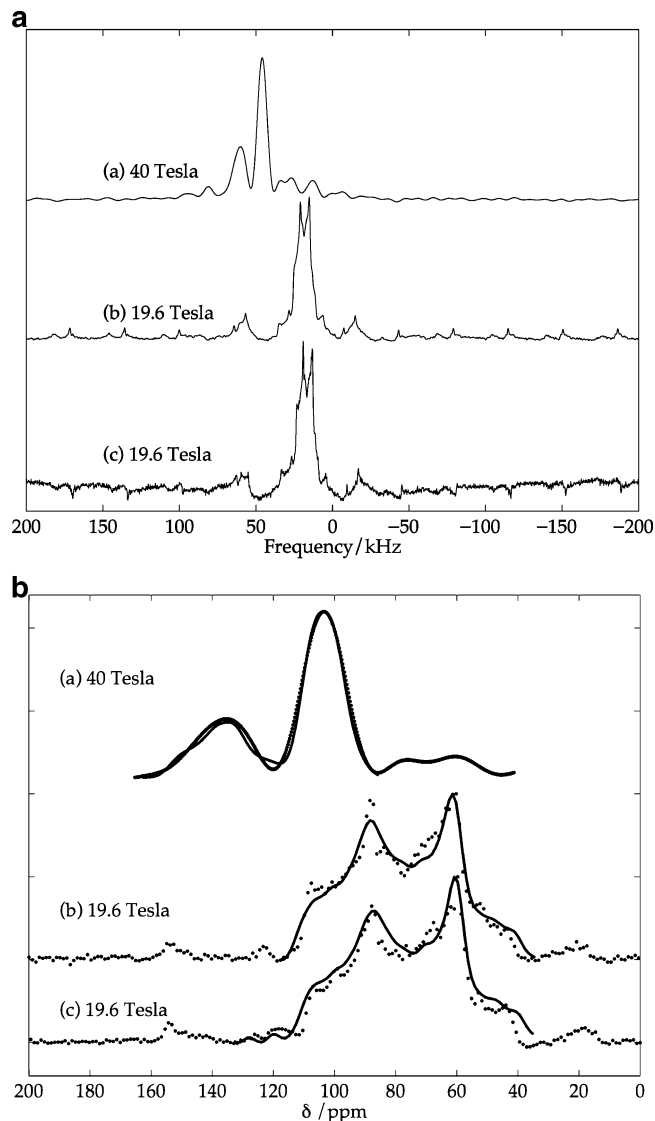 a
(a) 40 Tesla
(b) 19.6 Tesla
(c) 19.6 Tesla
200 150 100 50 0 −50 −100 −150 −200
Frequency/kHz
b
(a) 40 Tesla
(b) 19.6 Tesla
(c) 19.6 Tesla
200 180 160 140 120 100 80 60 40 20 0
δ /ppm